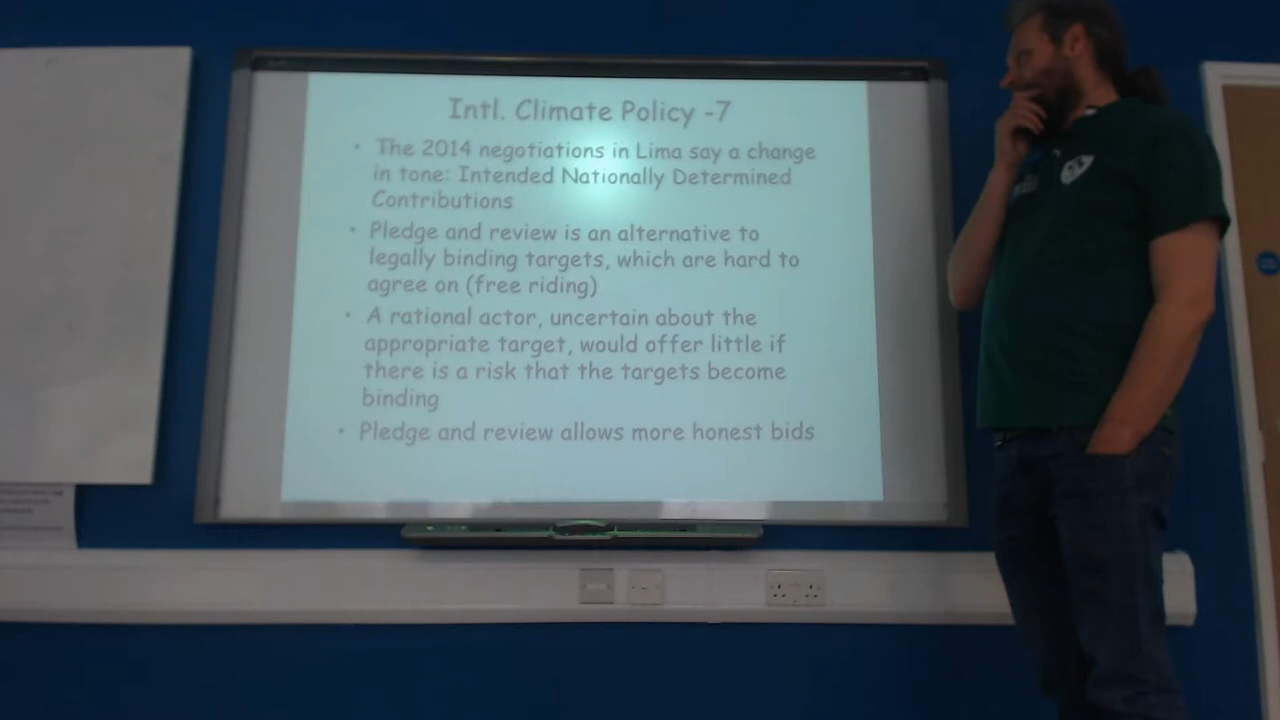 Intl. Climate Policy -7
• The 2014 negotiations in Lima say a change
in tone: Intended Nationally Determined
Contributions
• Pledge and review is an alternative to
legally binding targets, which are hard to
agree on (free riding)
• A rational actor, uncertain about the
appropriate target, would offer little if
there is a risk that the targets become
binding
• Pledge and review allows more honest bids